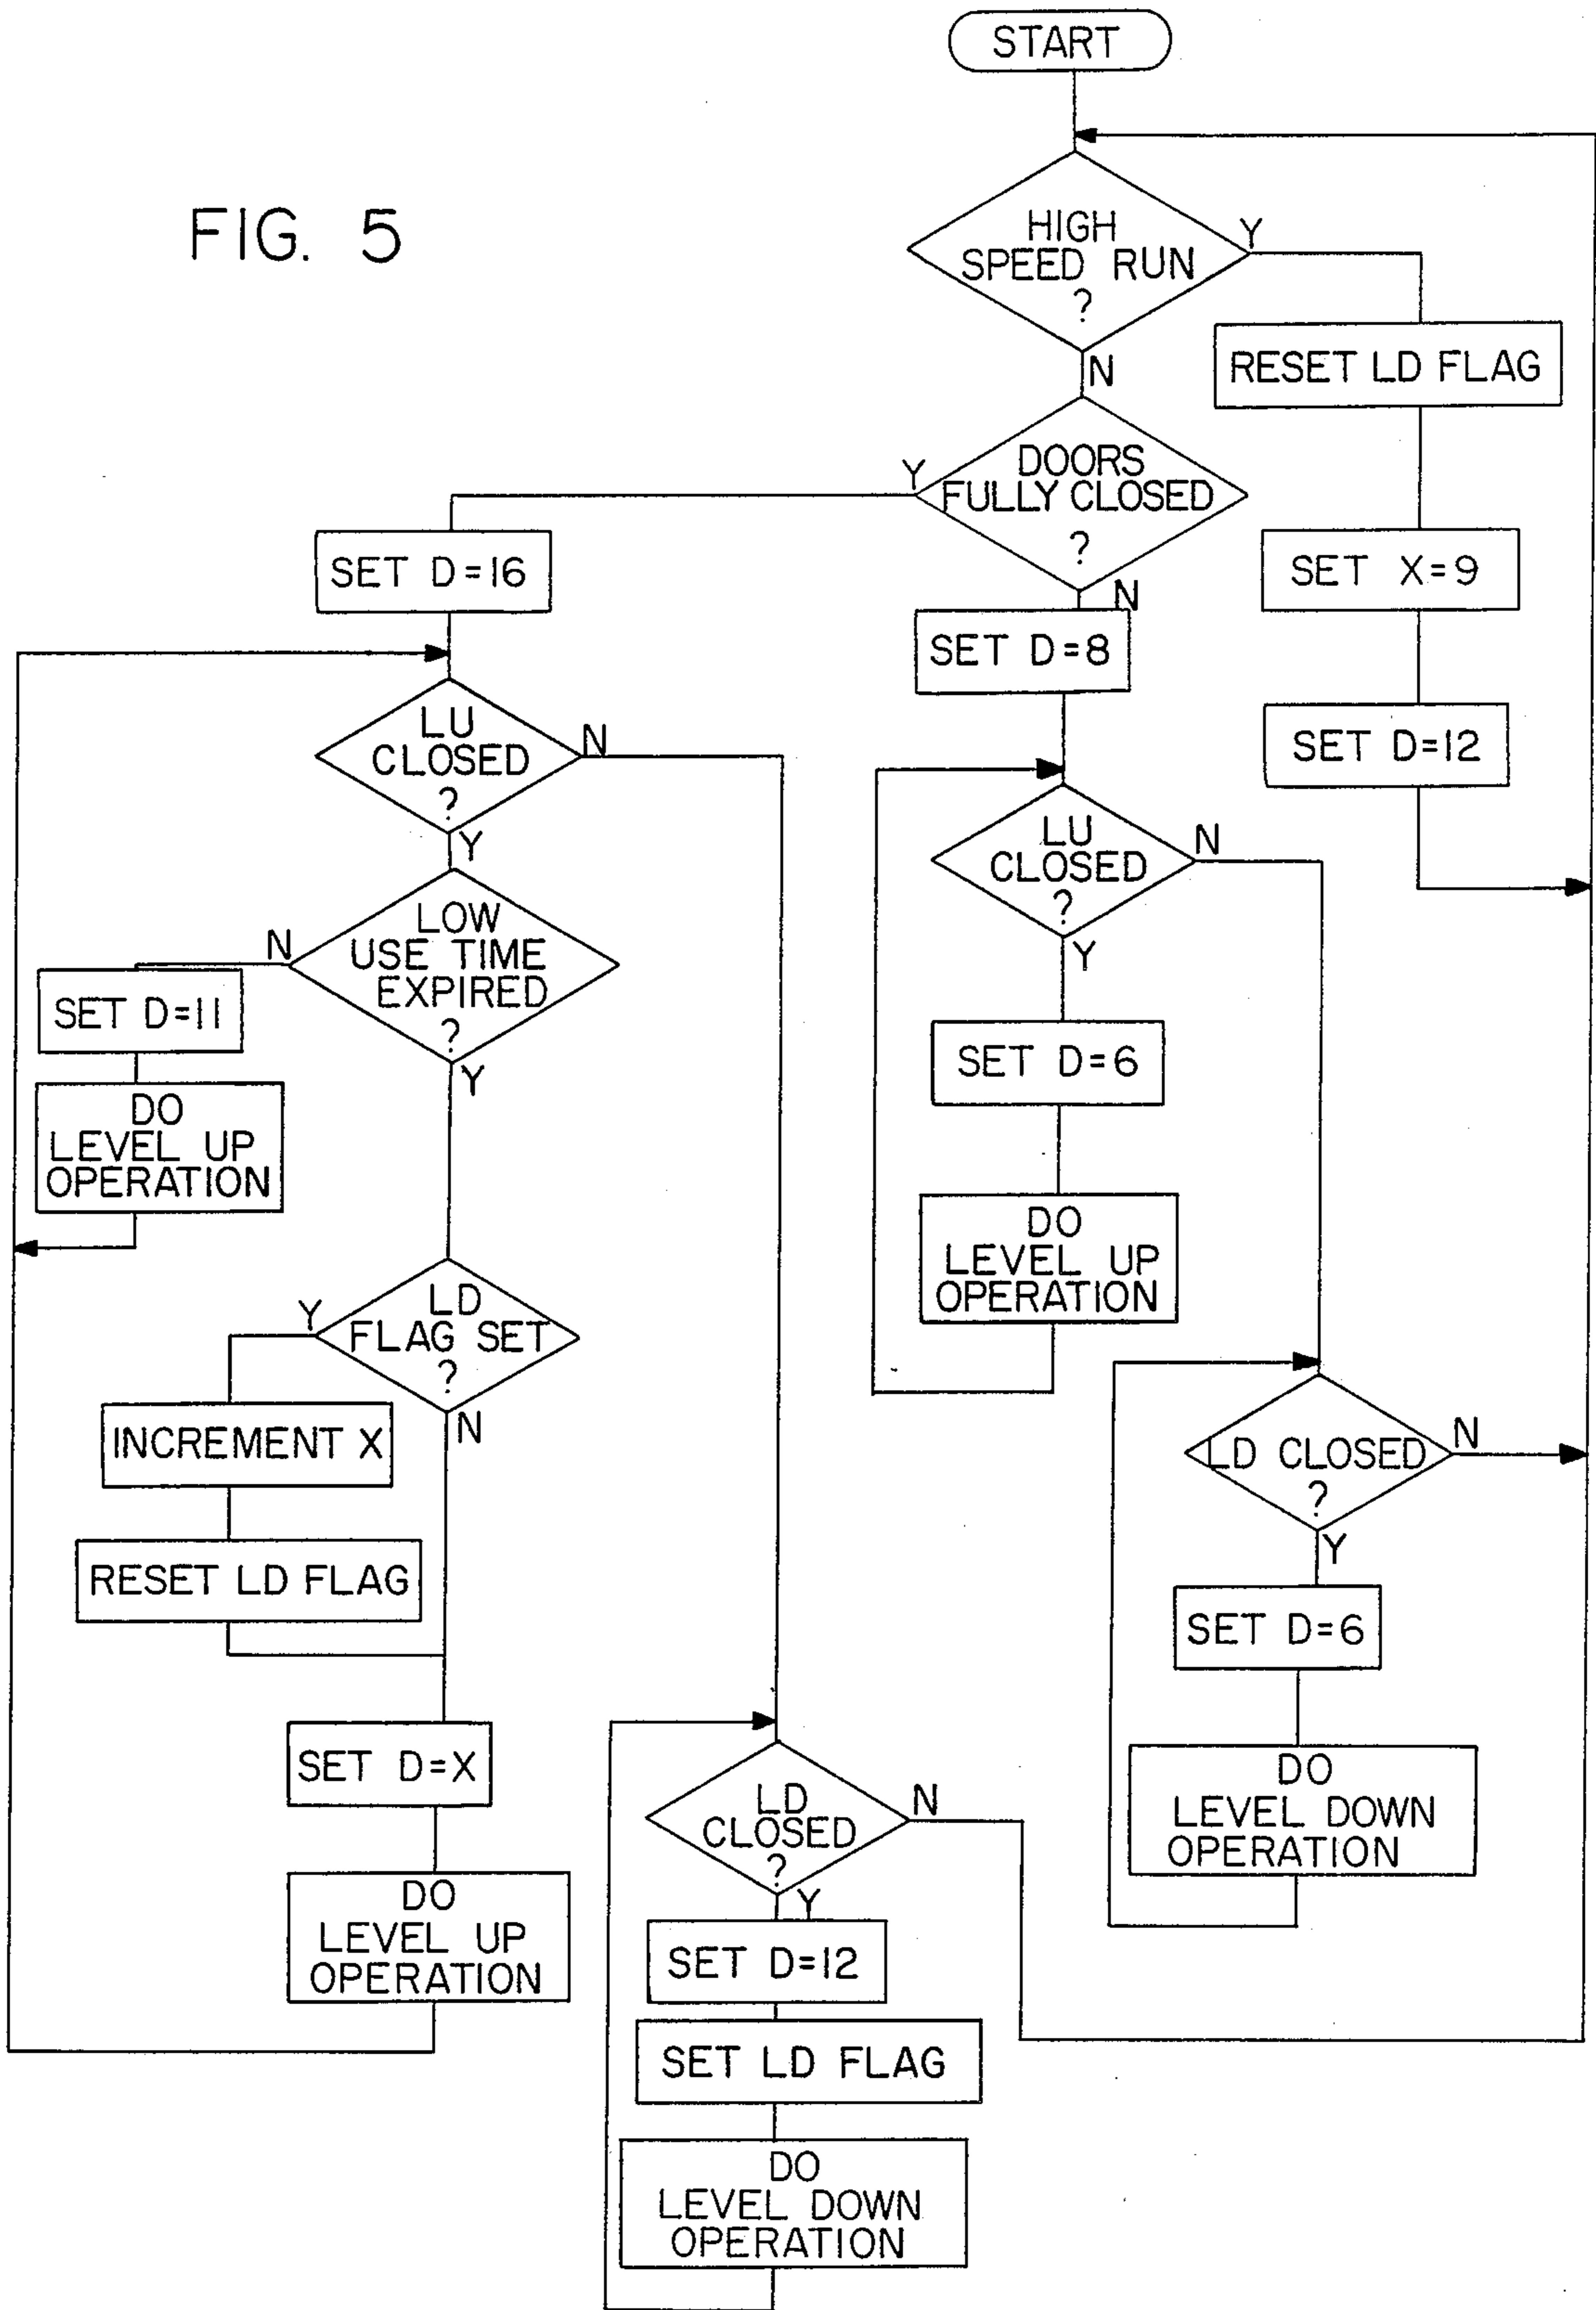 START
FIG. 5
HIGH
SPEED RUN
?
Y
N
RESET LD FLAG
DOORS
FULLY CLOSED
?
Y
N
SET X=9
SET D=16
SET D=8
SET D=12
LU
CLOSED
?
N
Y
LU
CLOSED
?
N
Y
LOW
USE TIME
EXPIRED
?
N
Y
SET D=11
DO
LEVEL UP
OPERATION
SET D=6
DO
LEVEL UP
OPERATION
LD
FLAG SET
?
Y
N
INCREMENT X
RESET LD FLAG
LD CLOSED
?
N
Y
SET D=6
DO
LEVEL DOWN
OPERATION
SET D=X
DO
LEVEL UP
OPERATION
LD
CLOSED
?
N
Y
SET D=12
SET LD FLAG
DO
LEVEL DOWN
OPERATION